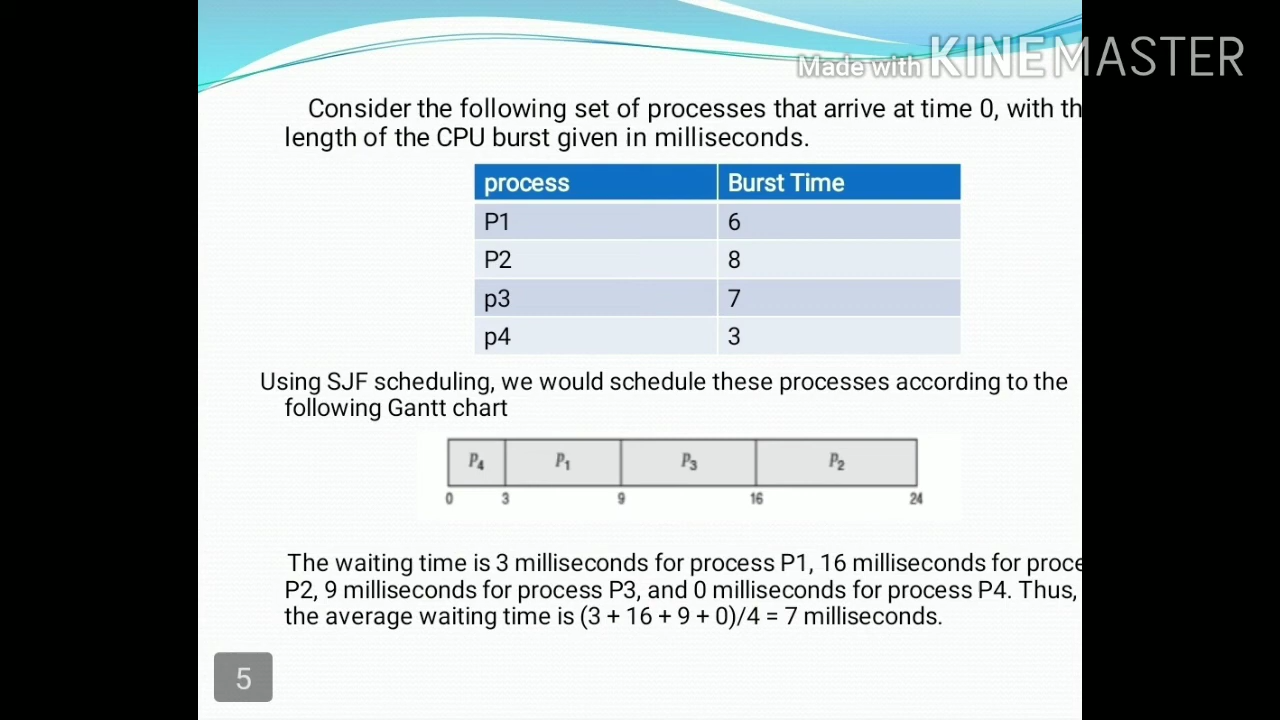 Made with KINEMASTER
Consider the following set of processes that arrive at time 0, with th
length of the CPU burst given in milliseconds.
process Burst Time
P1 6
P2 8
p3 7
p4 3
Using SJF scheduling, we would schedule these processes according to the
following Gantt chart
P4 P1 P3 P2
0 3 9 16 24
The waiting time is 3 milliseconds for process P1, 16 milliseconds for proce
P2, 9 milliseconds for process P3, and 0 milliseconds for process P4. Thus,
the average waiting time is (3 + 16 + 9 + 0)/4 = 7 milliseconds.
5